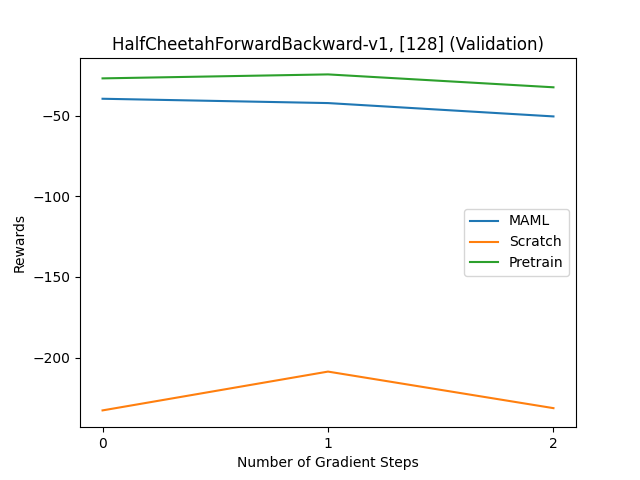 HalfCheetahForwardBackward-v1, [128] (Validation)
−50
−100
−150
−200
Rewards
MAML
Scratch
Pretrain
0 1 2
Number of Gradient Steps